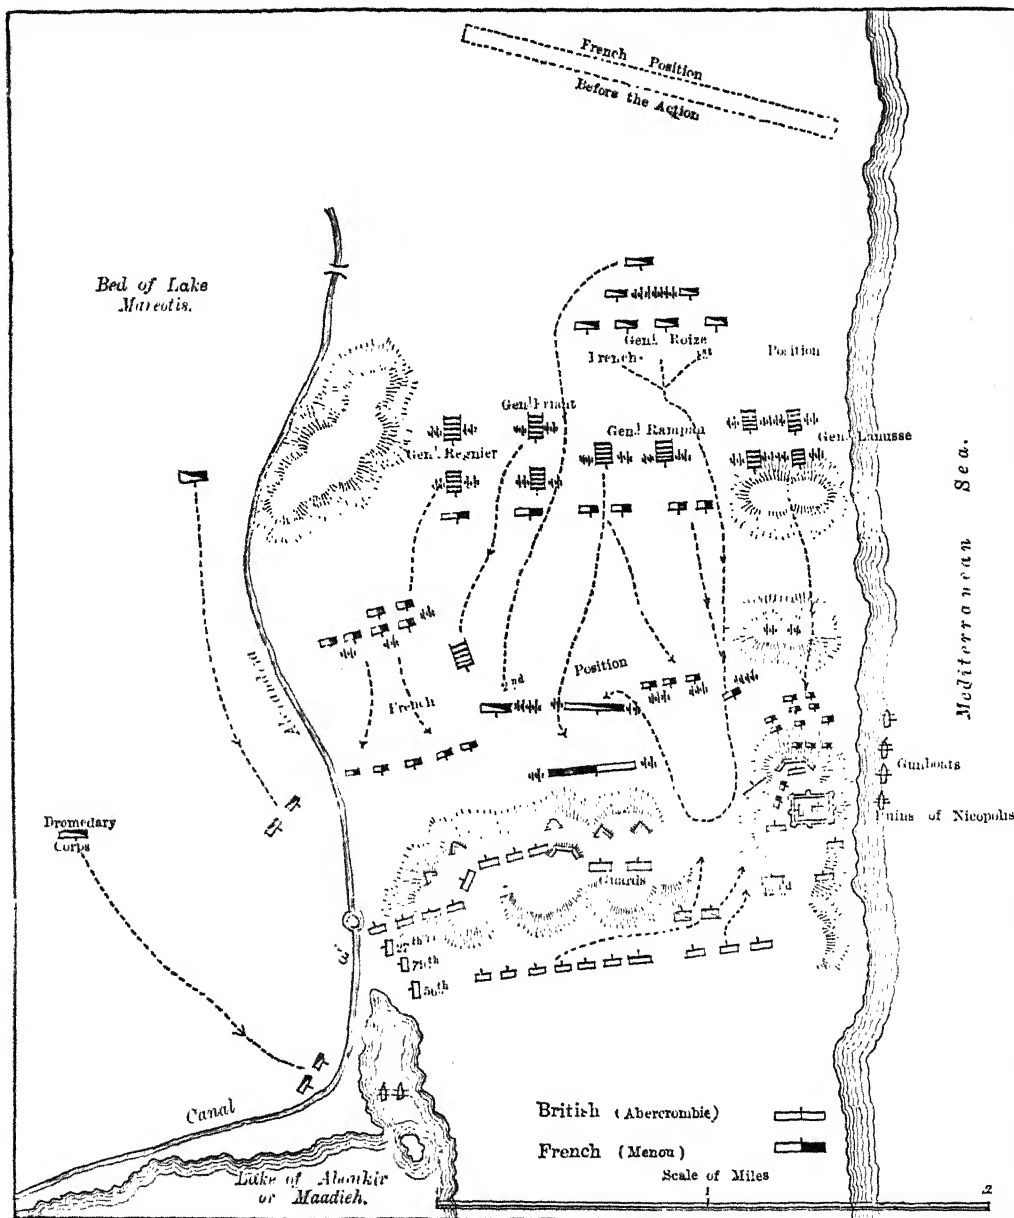 French Position
Before the Action
Bed of Lake
Mareotis.
Genl. Roize
French
1st
Position
Genl. Friant
Genl. Rampan
Genl. Lanusse
Genl. Regnier
Mediterranean Sea.
Alexandria
Position
2nd
French
Gunboats
Ruins of Nicopolis
Dromedary
Corps
Guards
27th
79th
50th
Canal
British (Abercrombie)
French (Menou)
Scale of Miles
1
2
Lake of Aboukir
or Maadieh.